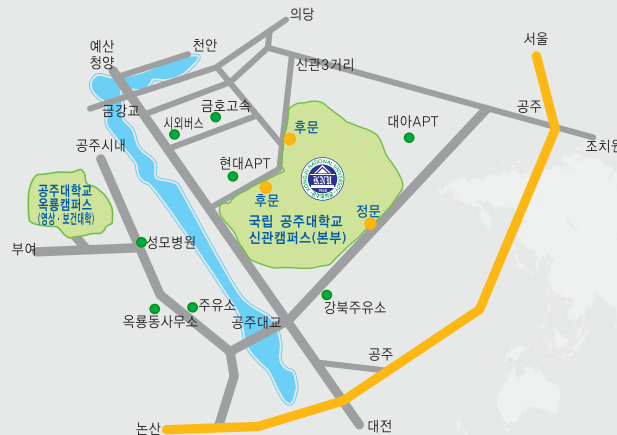 의당
예산
청양
천안
서울
신관3거리
금강교
시외버스
금호고속
공주
공주시내
후문
대아APT
조치원
현대APT
KNU
공주대학교
옥룡캠퍼스
(영상·보건대학)
후문
국립 공주대학교
신관캠퍼스(본부)
정문
부여
성모병원
주유소
옥룡동사무소
공주대교
강북주유소
공주
논산
대전